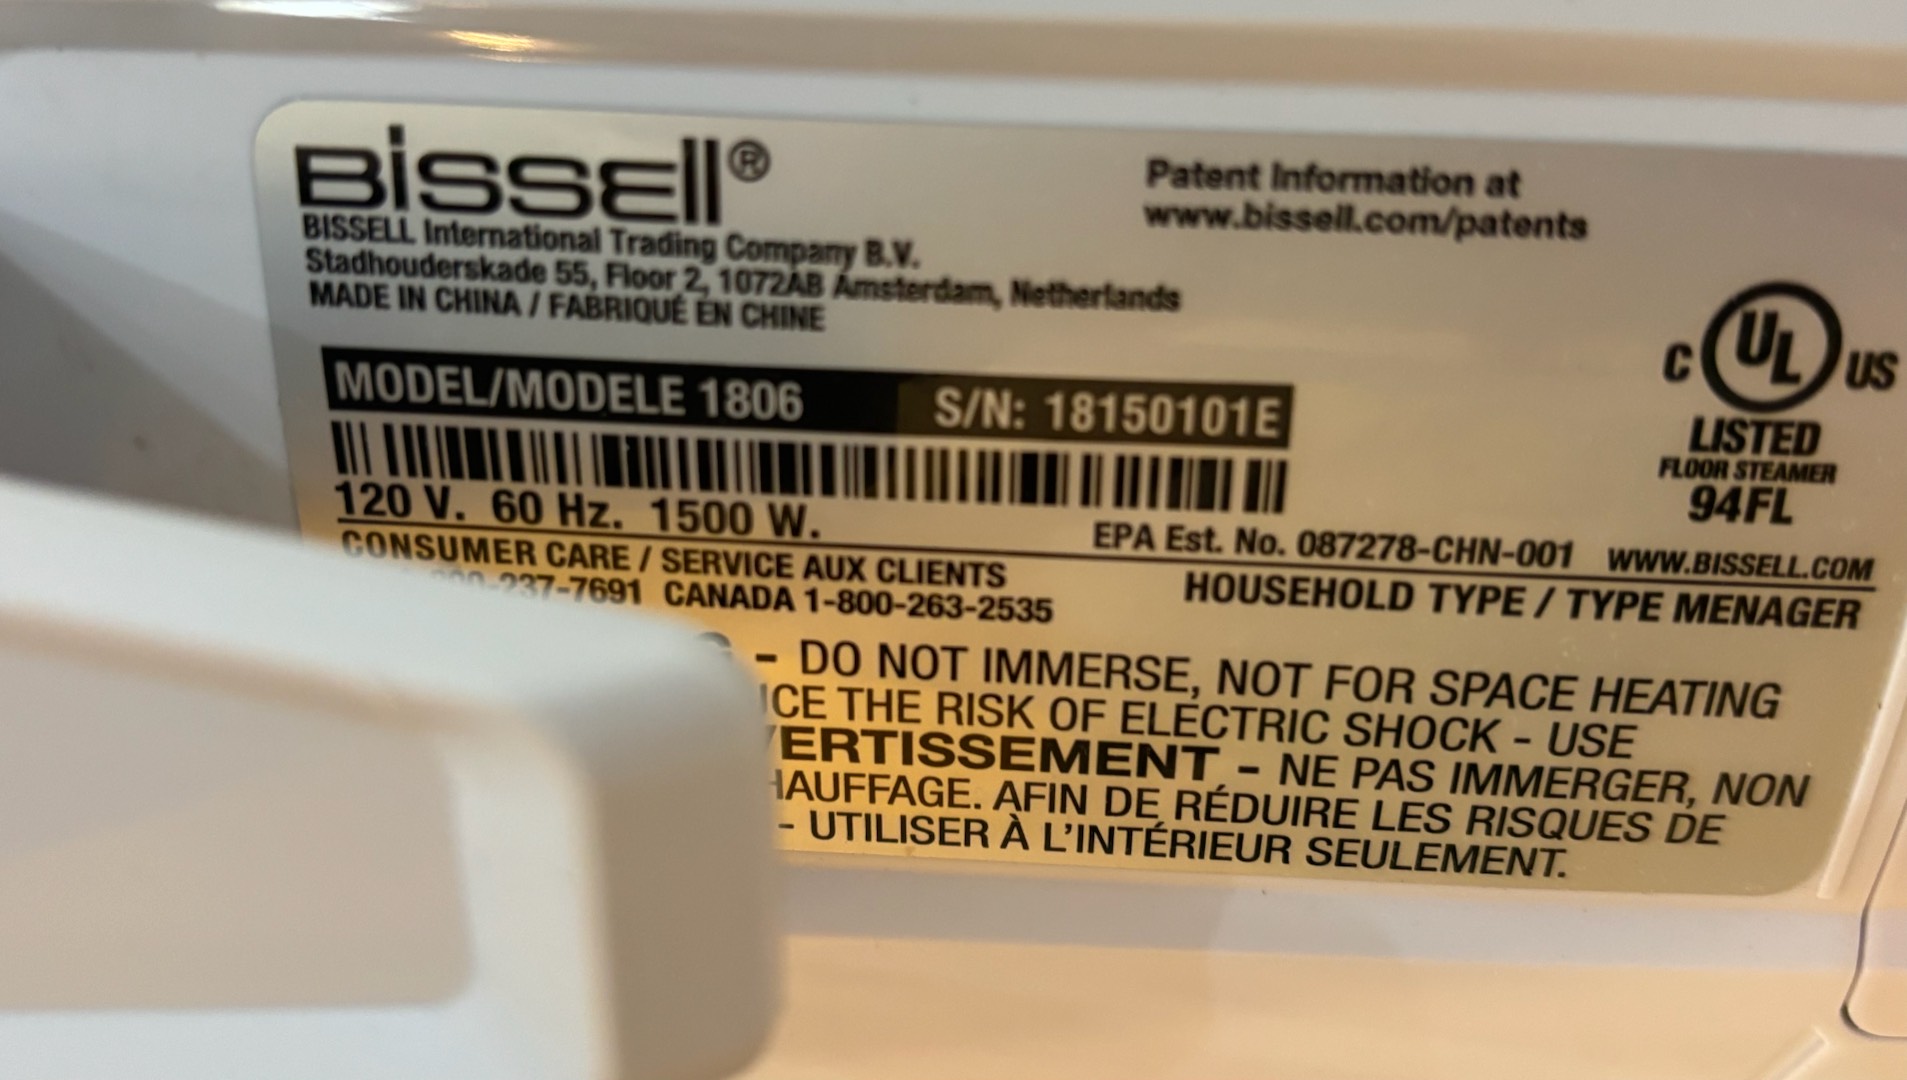 BISSELL®
BISSELL International Trading Company B.V.
Stadhouderskade 55, Floor 2, 1072AB Amsterdam, Netherlands
MADE IN CHINA / FABRIQUÉ EN CHINE
Patent Information at
www.bissell.com/patents
C UL US
LISTED
FLOOR STEAMER
94FL
MODEL/MODELE 1806 S/N: 18150101E
120 V. 60 Hz. 1500 W.
EPA Est. No. 087278-CHN-001 WWW.BISSELL.COM
CONSUMER CARE / SERVICE AUX CLIENTS
-237-7691 CANADA 1-800-263-2535
HOUSEHOLD TYPE / TYPE MENAGER
- DO NOT IMMERSE, NOT FOR SPACE HEATING
CE THE RISK OF ELECTRIC SHOCK - USE
ERTISSEMENT - NE PAS IMMERGER, NON
HAUFFAGE. AFIN DE RÉDUIRE LES RISQUES DE
- UTILISER À L'INTÉRIEUR SEULEMENT.